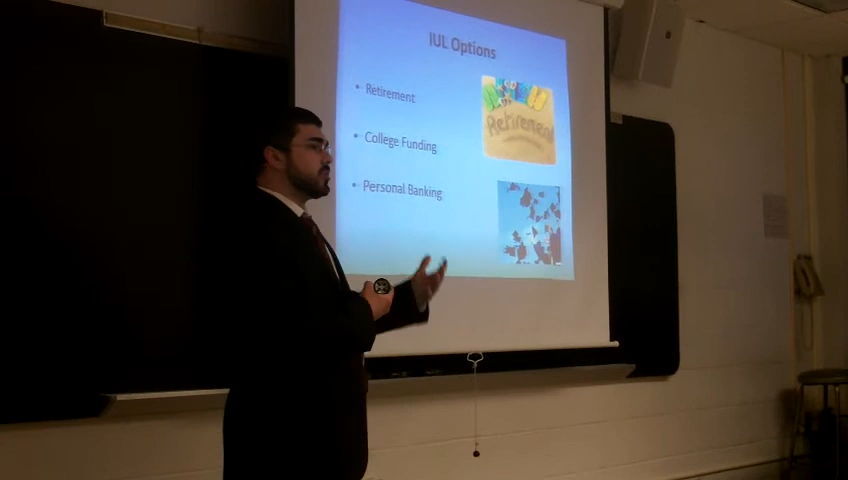 IUL Options
• Retirement
Retirement
• College Funding
• Personal Banking